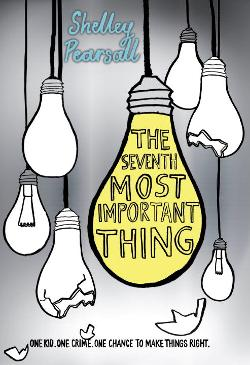 Shelley
Pearsall
THE
SEVENTH
MOST
IMPORTANT
THING
ONE KID. ONE CRIME. ONE CHANCE TO MAKE THINGS RIGHT.